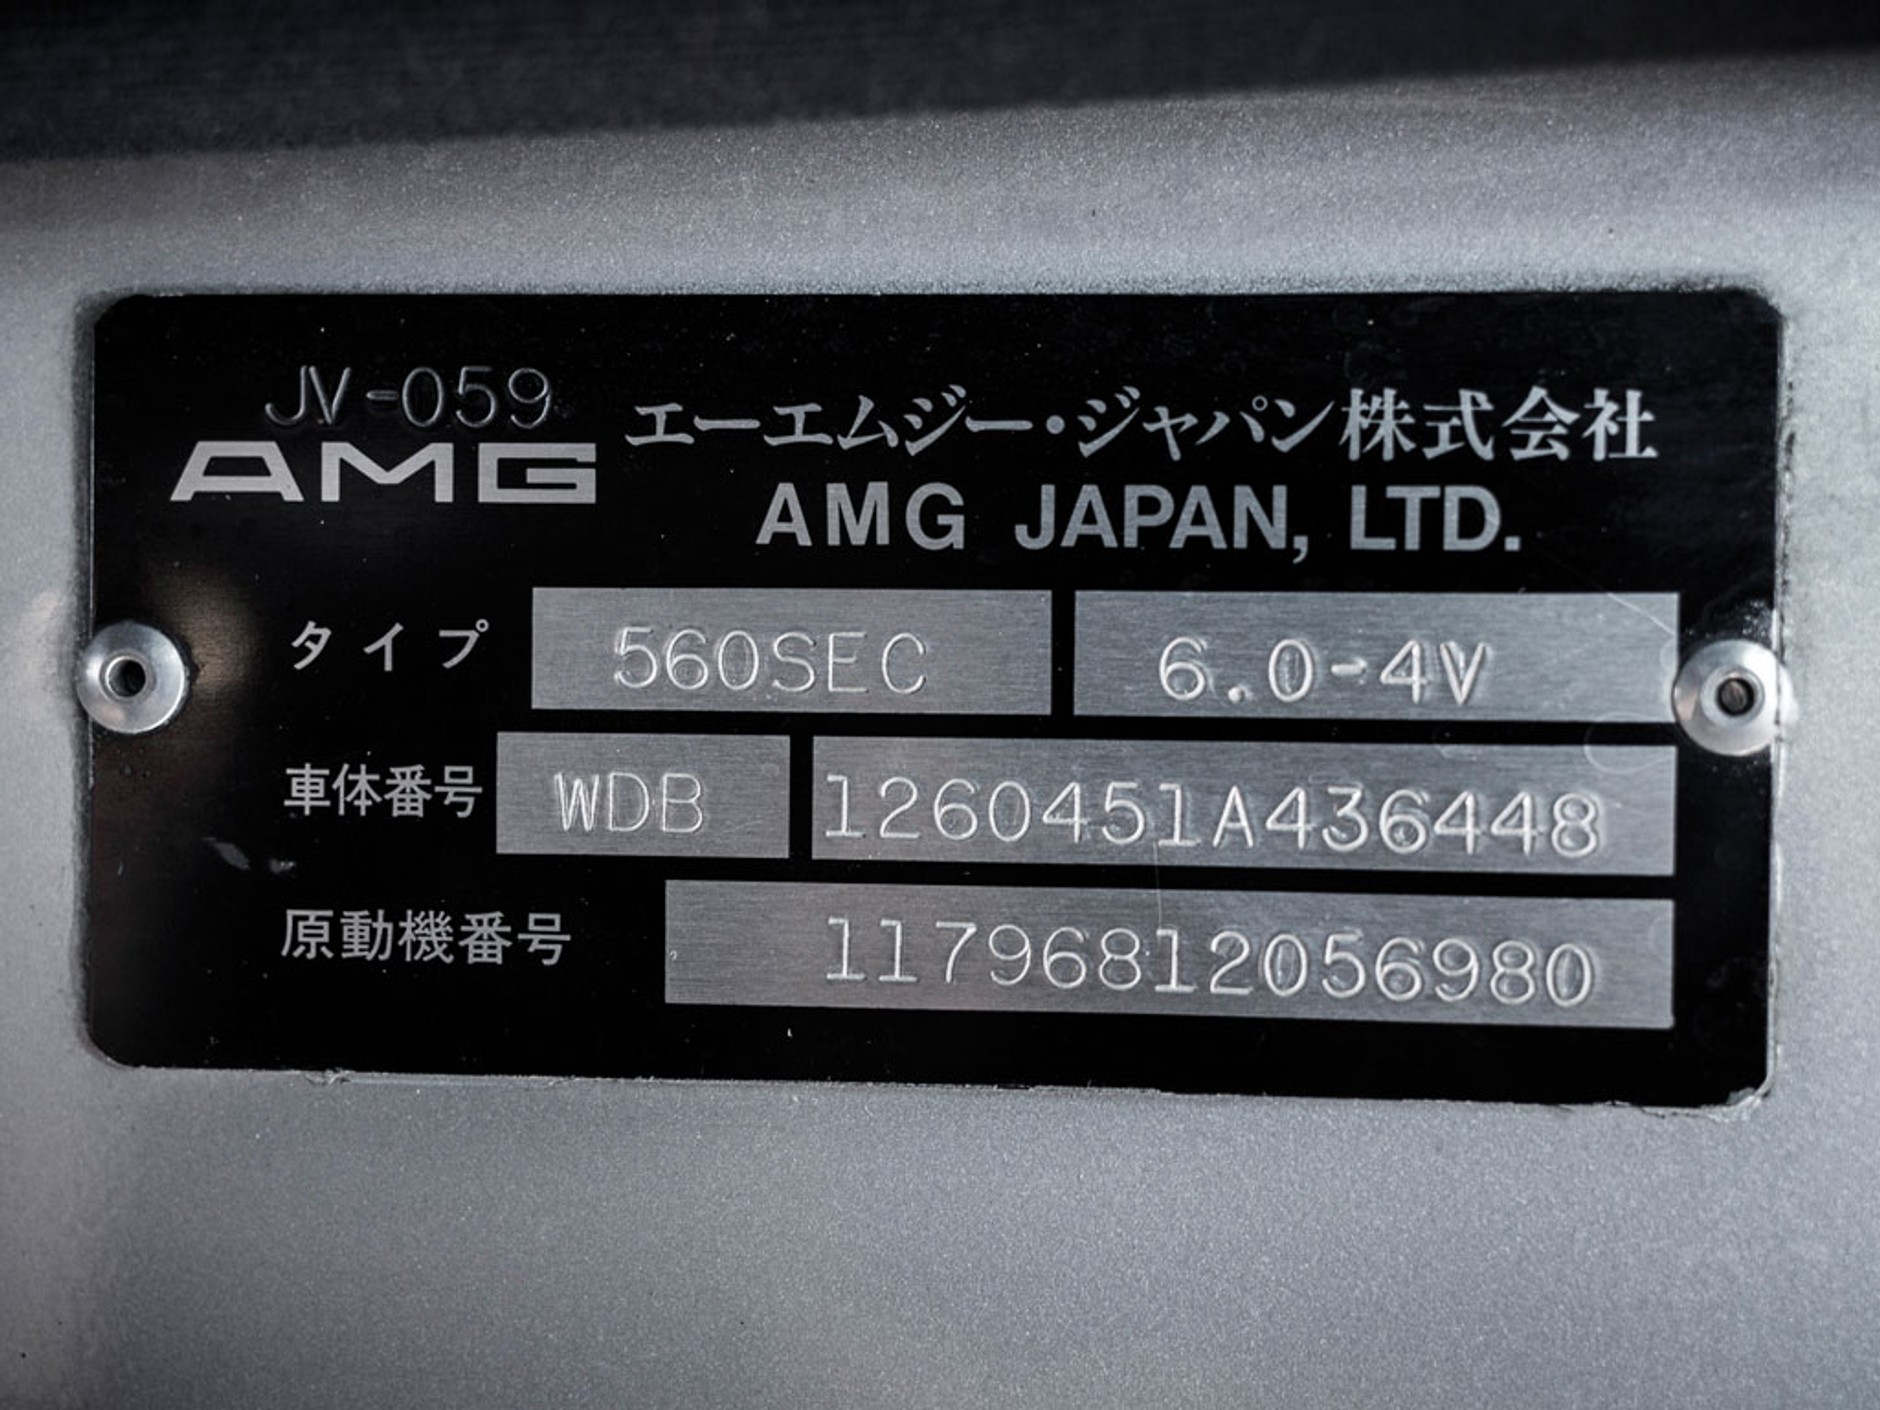 JV-059
AMG
エーエムジー・ジャパン株式会社
AMG JAPAN, LTD.
タイプ 560SEC 6.0-4V
車体番号 WDB 1260451A436448
原動機番号 11796812056980